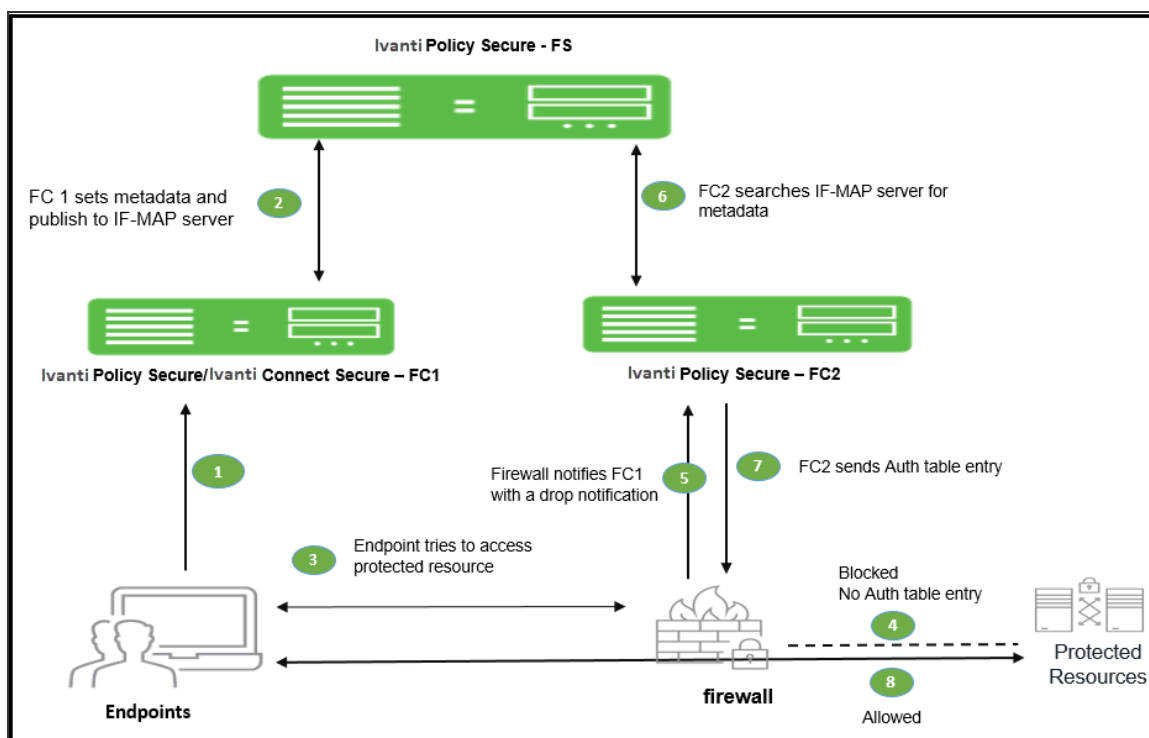 Ivanti Policy Secure - FS
FC 1 sets metadata and
publish to IF-MAP server
2
6
FC2 searches IF-MAP server for
metadata
Ivanti Policy Secure/Ivanti Connect Secure – FC1
Ivanti Policy Secure – FC2
1
Firewall notifies FC1
with a drop notification
5
7
FC2 sends Auth table entry
3
Endpoint tries to access
protected resource
Blocked
No Auth table entry
4
Protected
Resources
8
Allowed
Endpoints
firewall